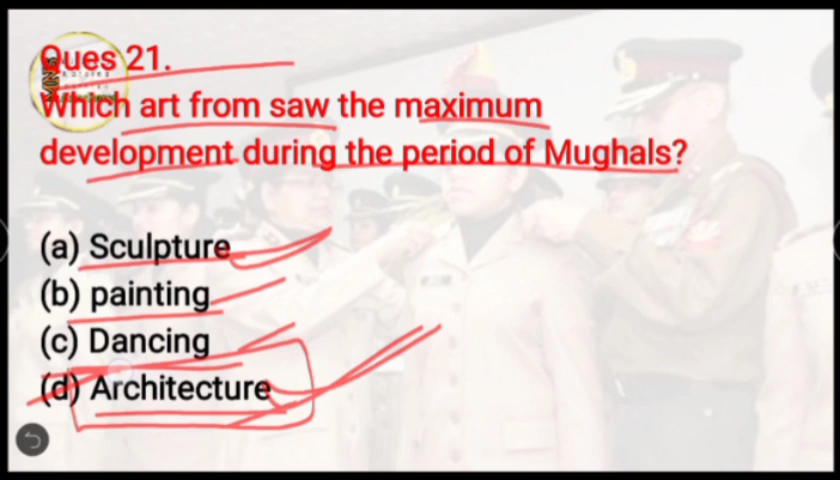 Ques 21.
Which art from saw the maximum
development during the period of Mughals?
(a) Sculpture
(b) painting
(c) Dancing
(d) Architecture